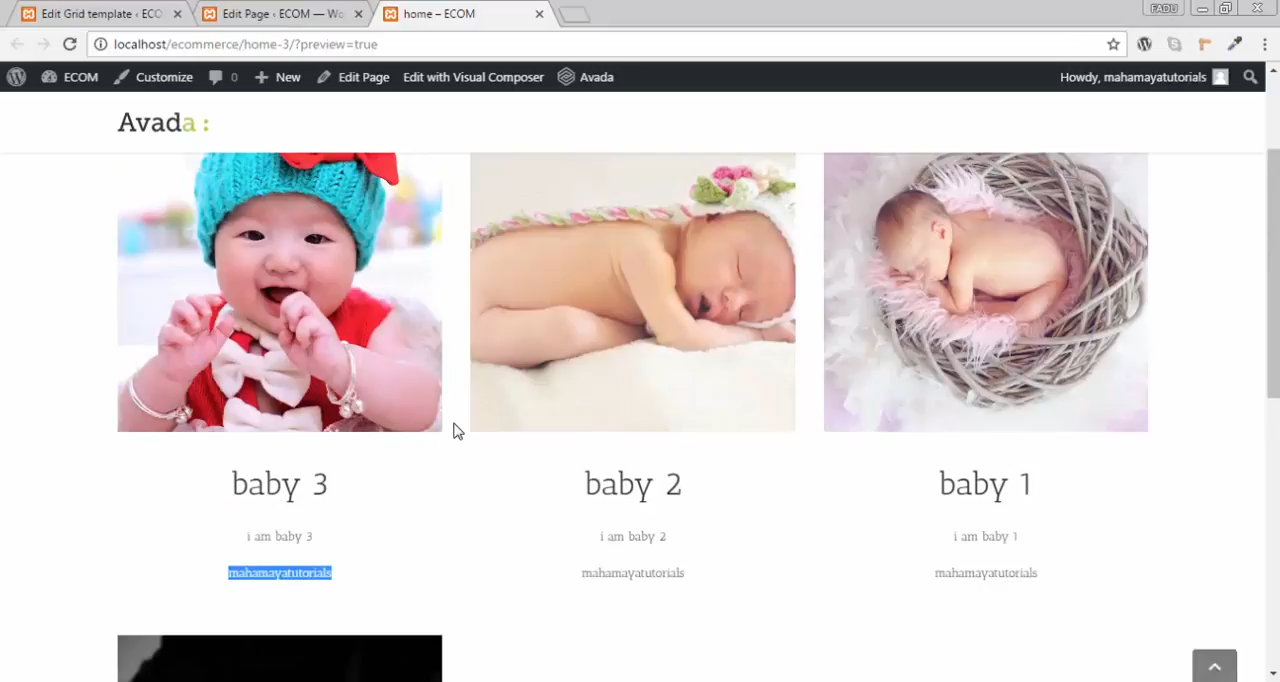 Edit Grid template ‹ ECO
Edit Page ‹ ECOM — Wo
home – ECOM
FADU
localhost/ecommerce/home-3/?preview=true
ECOM
Customize
0
New
Edit Page
Edit with Visual Composer
Avada
Howdy, mahamayatutorials
Avada :
baby 3
baby 2
baby 1
i am baby 3
i am baby 2
i am baby 1
mahamayatutorials
mahamayatutorials
mahamayatutorials